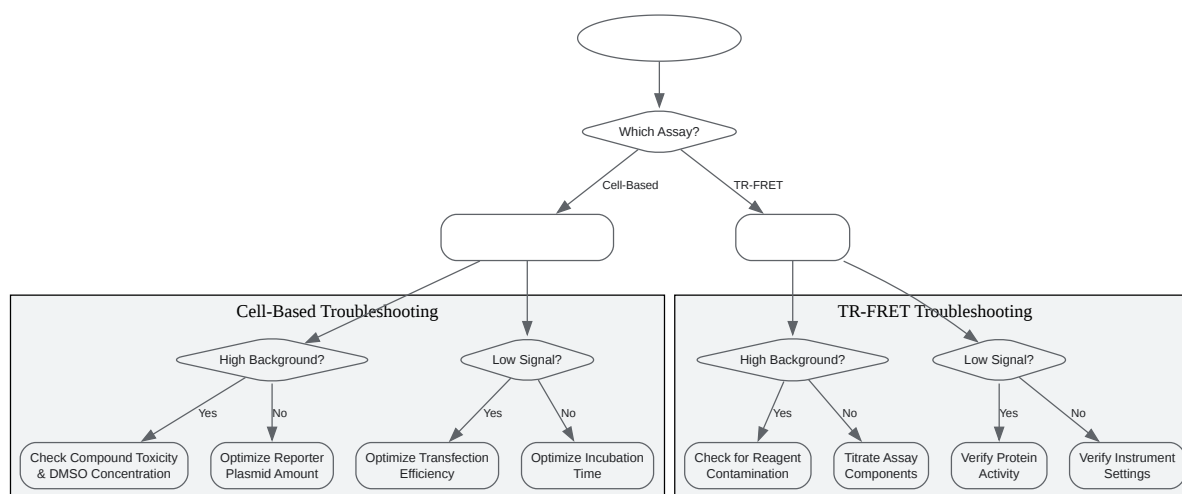 Which Assay?
Cell-Based
TR-FRET
Cell-Based Troubleshooting
TR-FRET Troubleshooting
High Background?
Low Signal?
High Background?
Low Signal?
Yes
No
Yes
No
Yes
No
Yes
No
Check Compound Toxicity
& DMSO Concentration
Optimize Reporter
Plasmid Amount
Optimize Transfection
Efficiency
Optimize Incubation
Time
Check for Reagent
Contamination
Titrate Assay
Components
Verify Protein
Activity
Verify Instrument
Settings